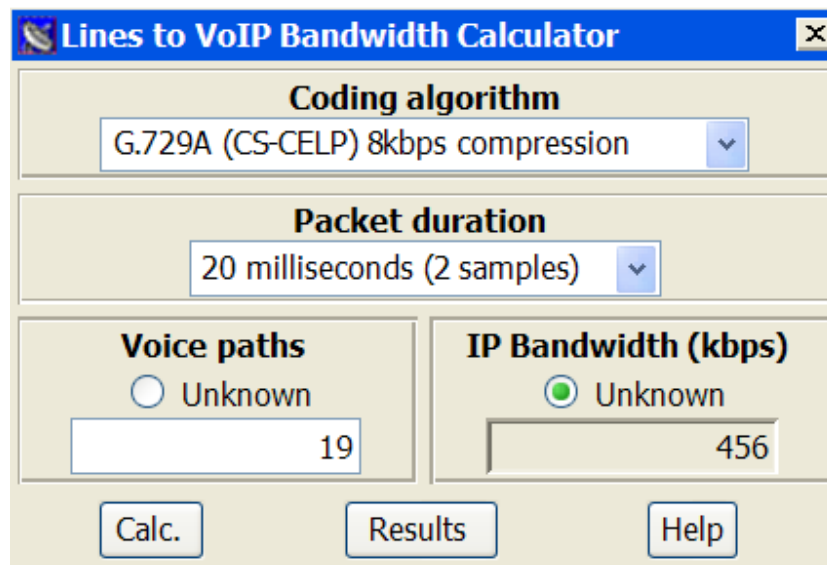 Lines to VoIP Bandwidth Calculator
Coding algorithm
G.729A (CS-CELP) 8kbps compression
Packet duration
20 milliseconds (2 samples)
Voice paths
Unknown
19
IP Bandwidth (kbps)
Unknown
456
Calc.
Results
Help